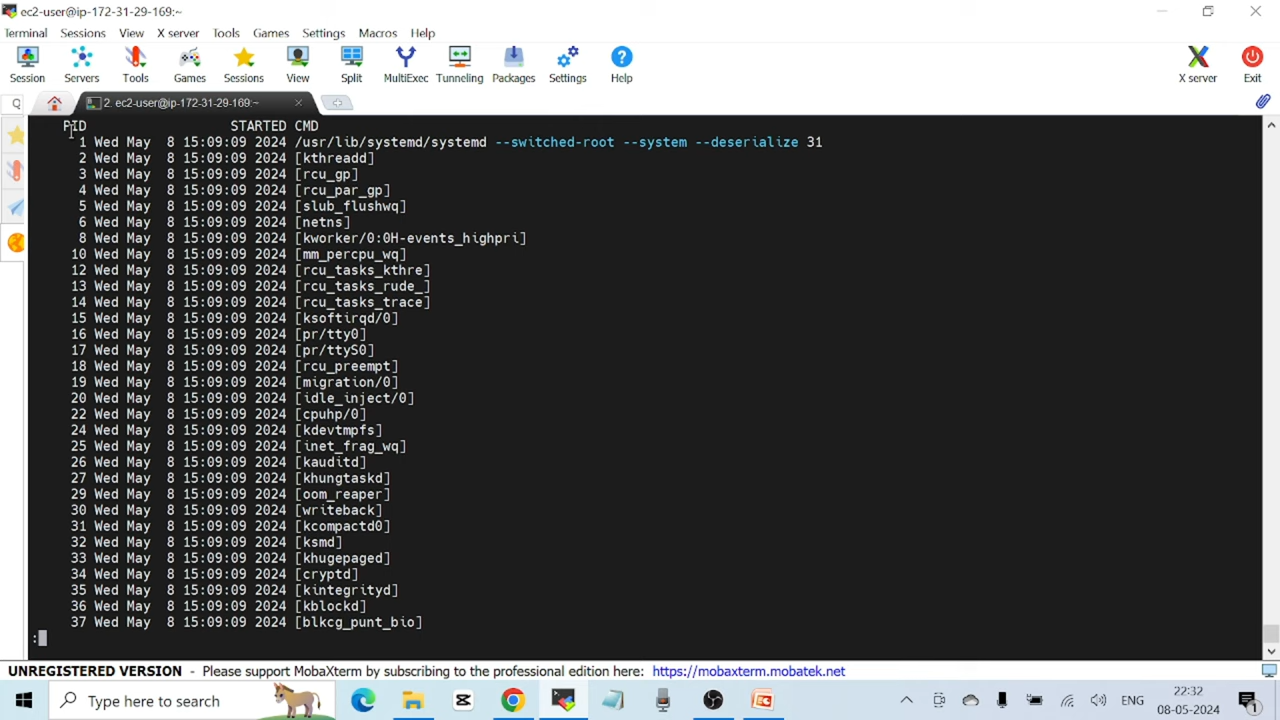 ec2-user@ip-172-31-29-169:~
Terminal Sessions View X server Tools Games Settings Macros Help
Session Servers Tools Games Sessions View Split MultiExec Tunneling Packages Settings Help X server Exit
Q 2. ec2-user@ip-172-31-29-169:~
PID STARTED CMD
1 Wed May 8 15:09:09 2024 /usr/lib/systemd/systemd --switched-root --system --deserialize 31
2 Wed May 8 15:09:09 2024 [kthreadd]
3 Wed May 8 15:09:09 2024 [rcu_gp]
4 Wed May 8 15:09:09 2024 [rcu_par_gp]
5 Wed May 8 15:09:09 2024 [slub_flushwq]
6 Wed May 8 15:09:09 2024 [netns]
8 Wed May 8 15:09:09 2024 [kworker/0:0H-events_highpri]
10 Wed May 8 15:09:09 2024 [mm_percpu_wq]
12 Wed May 8 15:09:09 2024 [rcu_tasks_kthre]
13 Wed May 8 15:09:09 2024 [rcu_tasks_rude_]
14 Wed May 8 15:09:09 2024 [rcu_tasks_trace]
15 Wed May 8 15:09:09 2024 [ksoftirqd/0]
16 Wed May 8 15:09:09 2024 [pr/tty0]
17 Wed May 8 15:09:09 2024 [pr/ttyS0]
18 Wed May 8 15:09:09 2024 [rcu_preempt]
19 Wed May 8 15:09:09 2024 [migration/0]
20 Wed May 8 15:09:09 2024 [idle_inject/0]
22 Wed May 8 15:09:09 2024 [cpuhp/0]
24 Wed May 8 15:09:09 2024 [kdevtmpfs]
25 Wed May 8 15:09:09 2024 [inet_frag_wq]
26 Wed May 8 15:09:09 2024 [kauditd]
27 Wed May 8 15:09:09 2024 [khungtaskd]
29 Wed May 8 15:09:09 2024 [oom_reaper]
30 Wed May 8 15:09:09 2024 [writeback]
31 Wed May 8 15:09:09 2024 [kcompactd0]
32 Wed May 8 15:09:09 2024 [ksmd]
33 Wed May 8 15:09:09 2024 [khugepaged]
34 Wed May 8 15:09:09 2024 [cryptd]
35 Wed May 8 15:09:09 2024 [kintegrityd]
36 Wed May 8 15:09:09 2024 [kblockd]
37 Wed May 8 15:09:09 2024 [blkcg_punt_bio]
:
UNREGISTERED VERSION - Please support MobaXterm by subscribing to the professional edition here: https://mobaxterm.mobatek.net
Type here to search ENG 22:32
08-05-2024 1